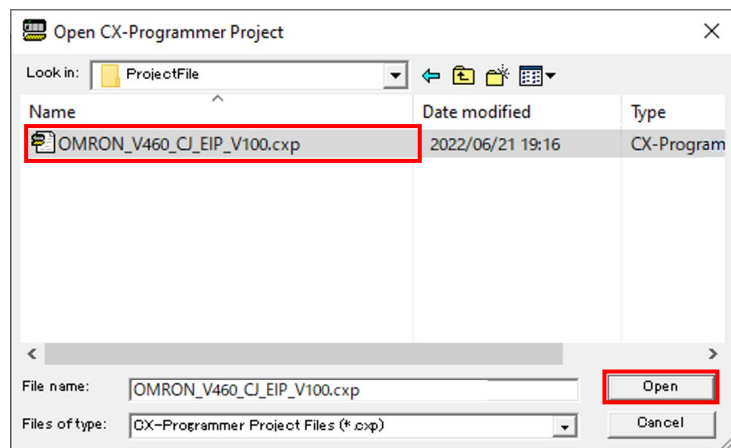 Open CX-Programmer Project
Look in: ProjectFile
Name Date modified Type
OMRON_V460_CJ_EIP_V100.cxp 2022/06/21 19:16 CX-Program
File name: OMRON_V460_CJ_EIP_V100.cxp Open
Files of type: CX-Programmer Project Files (*.cxp) Cancel